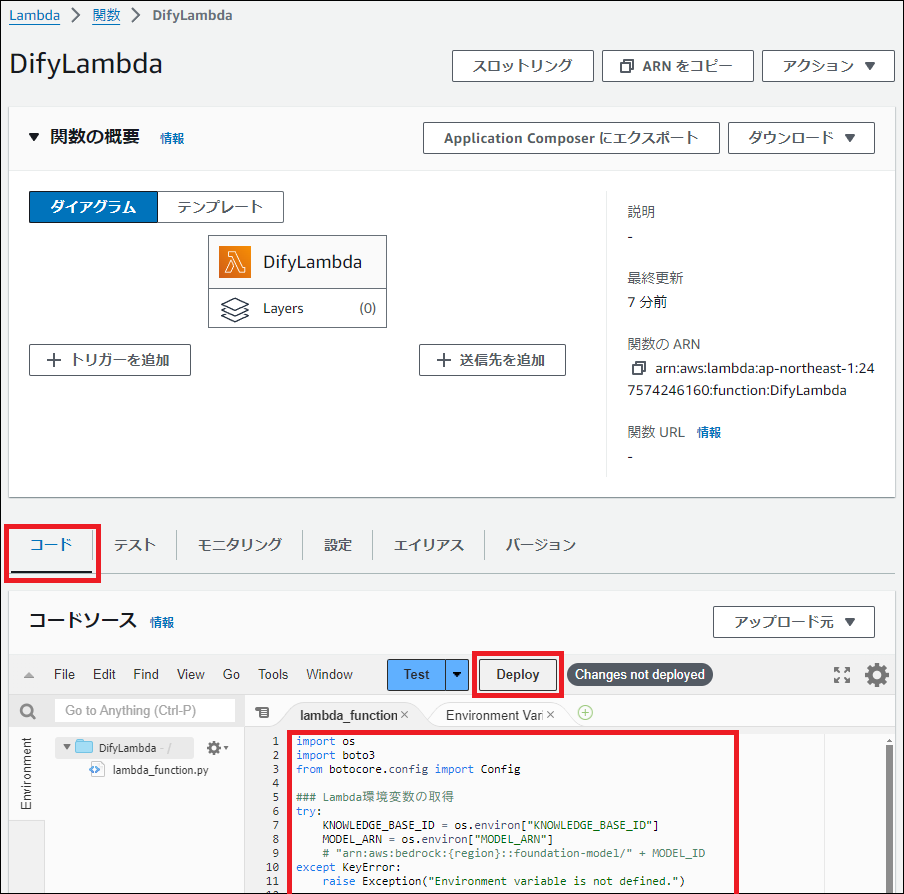 Lambda > 関数 > DifyLambda
DifyLambda
スロットリング
ARN をコピー
アクション ▼
▼ 関数の概要 情報
Application Composer にエクスポート
ダウンロード ▼
ダイアグラム
テンプレート
DifyLambda
Layers (0)
+ トリガーを追加
+ 送信先を追加
説明
-
最終更新
7 分前
関数の ARN
arn:aws:lambda:ap-northeast-1:24
7574246160:function:DifyLambda
関数 URL 情報
-
コード
テスト
モニタリング
設定
エイリアス
バージョン
コードソース 情報
アップロード元 ▼
File Edit Find View Go Tools Window
Test
Deploy
Changes not deployed
Go to Anything (Ctrl-P)
Environment
DifyLambda - /
lambda_function.py
lambda_function ×
Environment Vari ×
1 import os
2 import boto3
3 from botocore.config import Config
4
5 ### Lambda環境変数の取得
6 try:
7 KNOWLEDGE_BASE_ID = os.environ["KNOWLEDGE_BASE_ID"]
8 MODEL_ARN = os.environ["MODEL_ARN"]
9 # "arn:aws:bedrock:{region}::foundation-model/" + MODEL_ID
10 except KeyError:
11 raise Exception("Environment variable is not defined.")